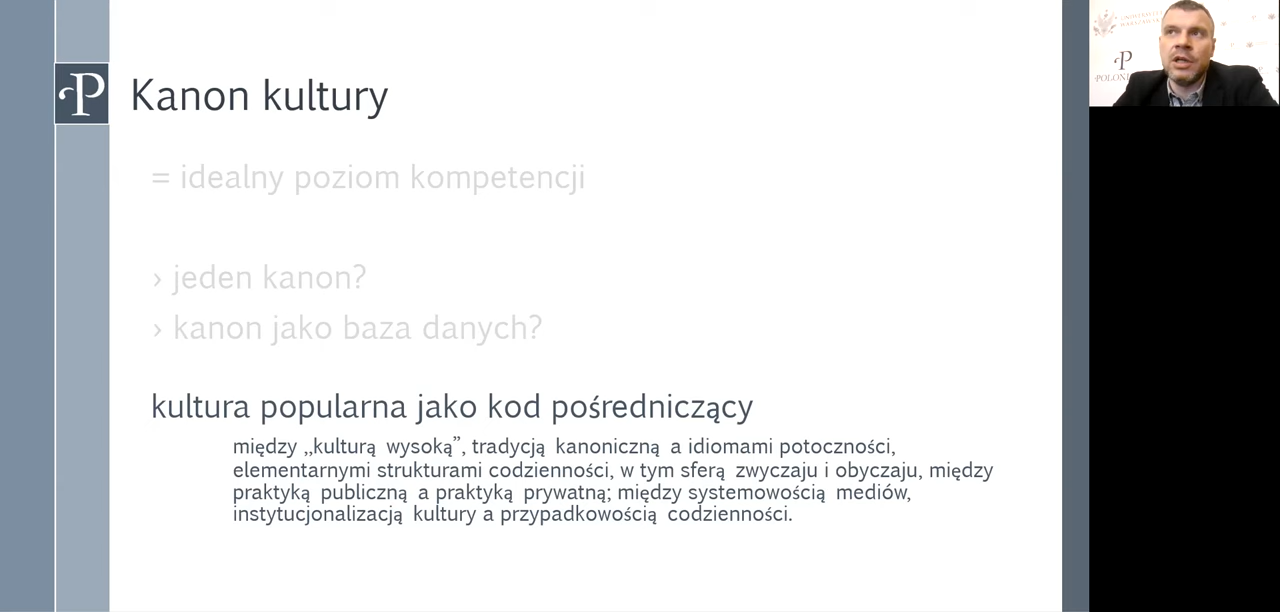 P
Kanon kultury
= idealny poziom kompetencji
› jeden kanon?
› kanon jako baza danych?
kultura popularna jako kod pośredniczący
między „kulturą wysoką”, tradycją kanoniczną a idiomami potoczności,
elementarnymi strukturami codzienności, w tym sferą zwyczaju i obyczaju, między
praktyką publiczną a praktyką prywatną; między systemowością mediów,
instytucjonalizacją kultury a przypadkowością codzienności.
P